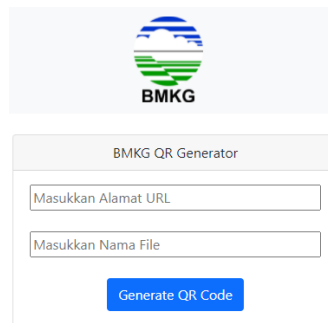 BMKG
BMKG QR Generator
Masukkan Alamat URL
Masukkan Nama File
Generate QR Code